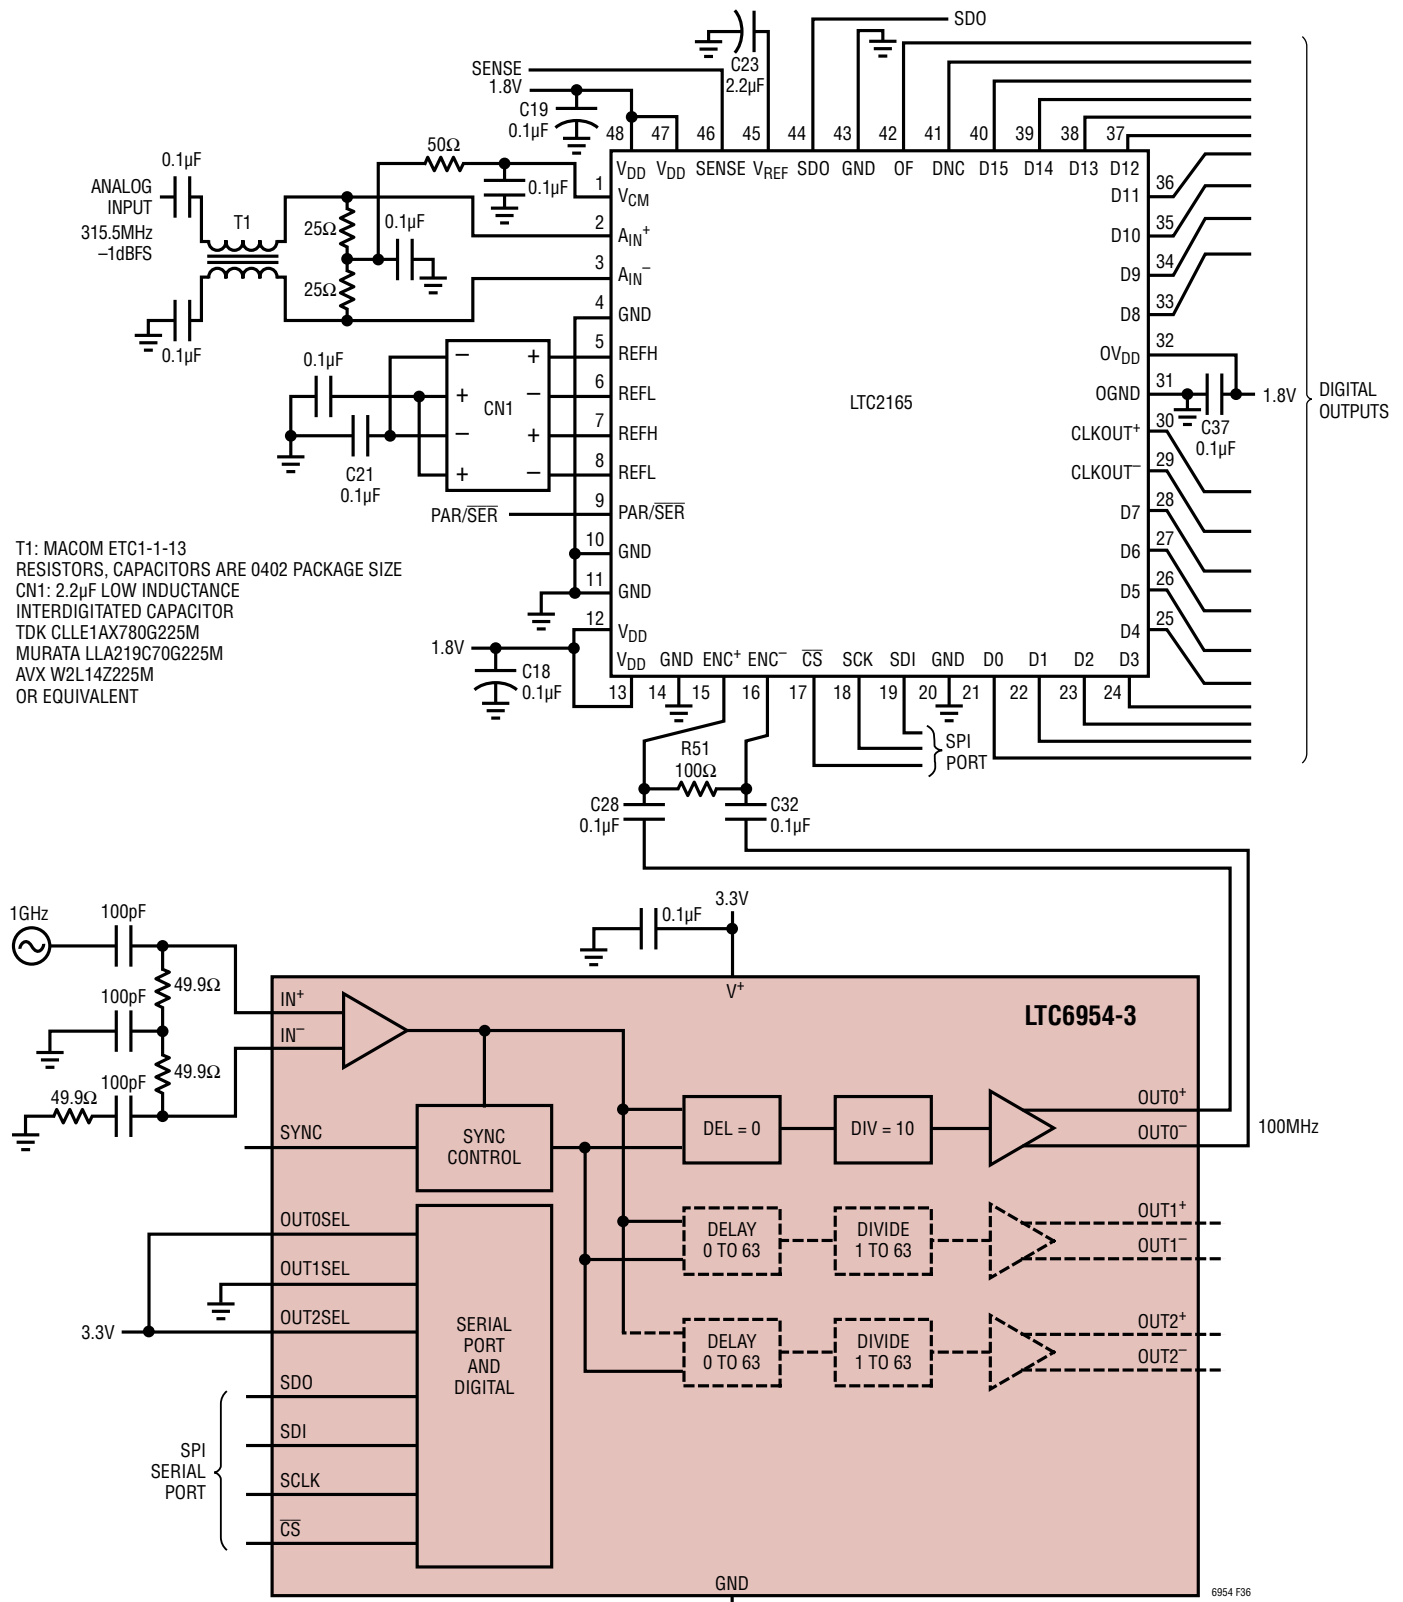 SDO
C23
2.2µF
SENSE
1.8V
C19
0.1µF
48
47
46
45
44
43
42
41
40
39
38
37
VDD
VDD
SENSE
VREF
SDO
GND
OF
DNC
D15
D14
D13
D12
50Ω
0.1µF
0.1µF
ANALOG
INPUT
315.5MHz
–1dBFS
T1
25Ω
25Ω
0.1µF
0.1µF
1
VCM
2
AIN+
3
AIN–
4
GND
5
REFH
6
REFL
7
REFH
8
REFL
9
PAR/SER
PAR/SER
10
GND
11
GND
12
VDD
0.1µF
C21
0.1µF
CN1
–
+
–
+
+
–
+
–
LTC2165
D11
36
D10
35
D9
34
D8
33
OVDD
32
OGND
31
1.8V
C37
0.1µF
CLKOUT+
30
CLKOUT–
29
D7
28
D6
27
D5
26
D4
25
DIGITAL
OUTPUTS
T1: MACOM ETC1-1-13
RESISTORS, CAPACITORS ARE 0402 PACKAGE SIZE
CN1: 2.2µF LOW INDUCTANCE
INTERDIGITATED CAPACITOR
TDK CLLE1AX780G225M
MURATA LLA219C70G225M
AVX W2L14Z225M
OR EQUIVALENT
1.8V
C18
0.1µF
VDD
GND
ENC+
ENC–
CS
SCK
SDI
GND
D0
D1
D2
D3
13
14
15
16
17
18
19
20
21
22
23
24
SPI
PORT
R51
100Ω
C28
0.1µF
C32
0.1µF
3.3V
0.1µF
1GHz
100pF
49.9Ω
100pF
49.9Ω
100pF
49.9Ω
V+
LTC6954-3
IN+
IN–
SYNC
SYNC
CONTROL
DEL = 0
DIV = 10
OUT0+
OUT0–
100MHz
OUT0SEL
OUT1SEL
OUT2SEL
3.3V
DELAY
0 TO 63
DIVIDE
1 TO 63
OUT1+
OUT1–
DELAY
0 TO 63
DIVIDE
1 TO 63
OUT2+
OUT2–
SERIAL
PORT
AND
DIGITAL
SDO
SDI
SCLK
CS
SPI
SERIAL
PORT
GND
6954 F36